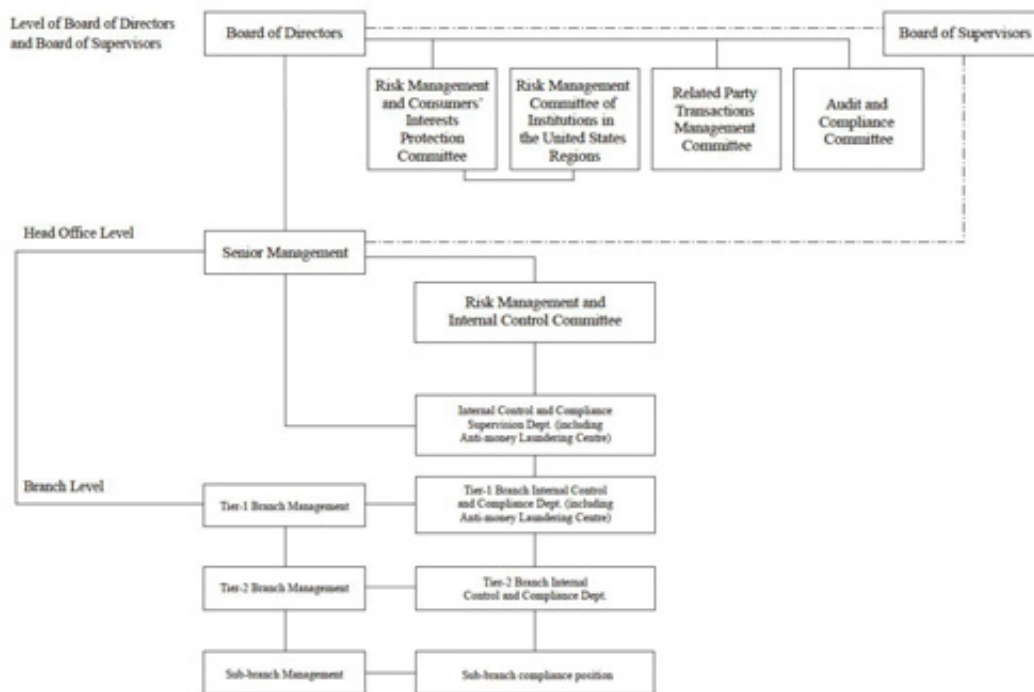 Level of Board of Directors
and Board of Supervisors
Board of Directors
Board of Supervisors
Risk Management
and Consumers'
Interests
Protection
Committee
Risk Management
Committee of
Institutions in
the United States
Regions
Related Party
Transactions
Management
Committee
Audit and
Compliance
Committee
Head Office Level
Senior Management
Risk Management and
Internal Control Committee
Internal Control and Compliance
Supervision Dept. (including
Anti-money Laundering Centre)
Branch Level
Tier-1 Branch Management
Tier-1 Branch Internal Control
and Compliance Dept. (including
Anti-money Laundering Centre)
Tier-2 Branch Management
Tier-2 Branch Internal
Control and Compliance Dept.
Sub-branch Management
Sub-branch compliance position